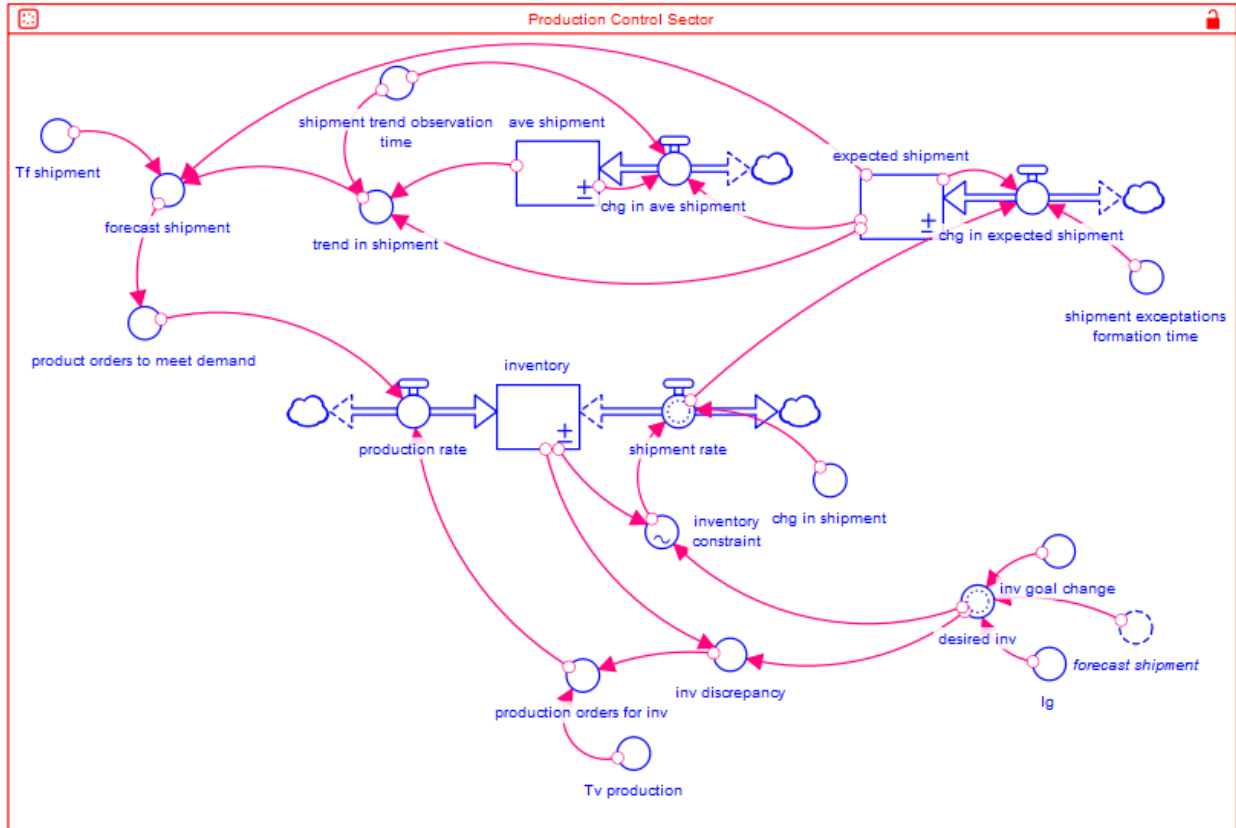 Production Control Sector
shipment trend observation
time
ave shipment
Tf shipment
expected shipment
forecast shipment
trend in shipment
chg in ave shipment
chg in expected shipment
shipment exceptations
formation time
product orders to meet demand
inventory
production rate
shipment rate
inventory
constraint
chg in shipment
inv goal change
desired inv
forecast shipment
Ig
inv discrepancy
production orders for inv
Tv production